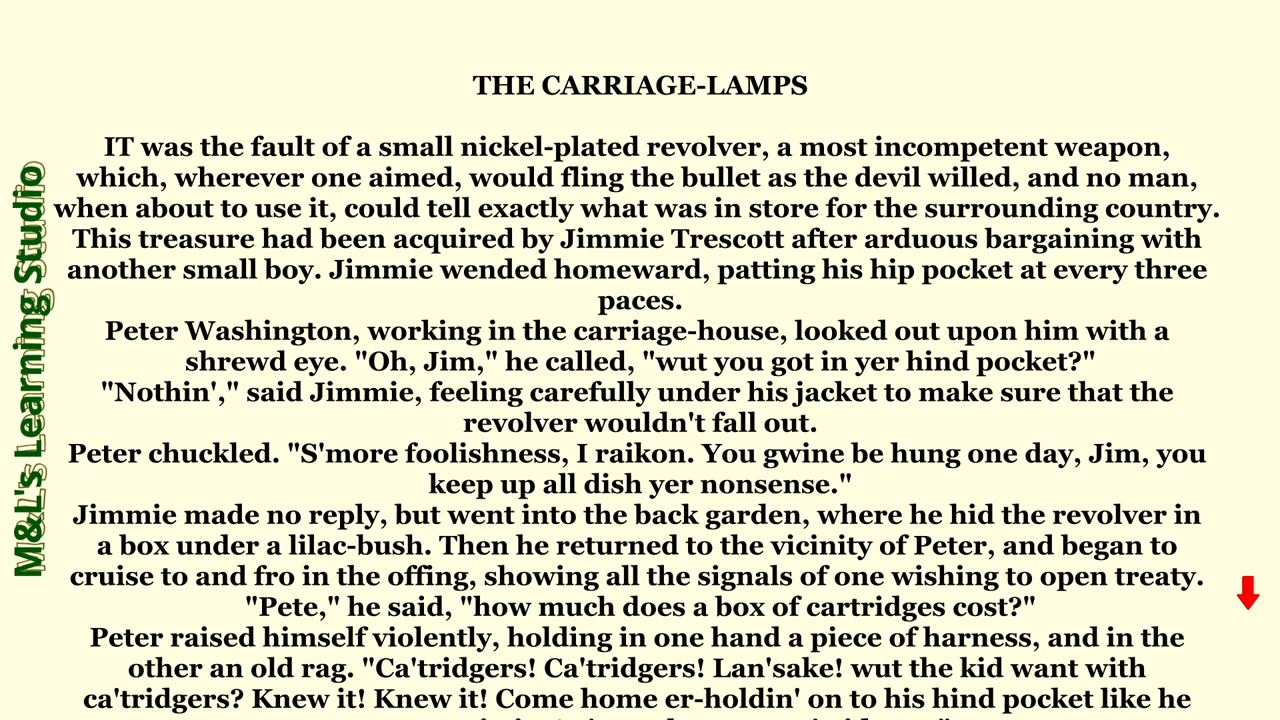 THE CARRIAGE-LAMPS
IT was the fault of a small nickel-plated revolver, a most incompetent weapon,
which, wherever one aimed, would fling the bullet as the devil willed, and no man,
when about to use it, could tell exactly what was in store for the surrounding country.
This treasure had been acquired by Jimmie Trescott after arduous bargaining with
another small boy. Jimmie wended homeward, patting his hip pocket at every three
paces.
Peter Washington, working in the carriage-house, looked out upon him with a
shrewd eye. "Oh, Jim," he called, "wut you got in yer hind pocket?"
"Nothin'," said Jimmie, feeling carefully under his jacket to make sure that the
revolver wouldn't fall out.
Peter chuckled. "S'more foolishness, I raikon. You gwine be hung one day, Jim, you
keep up all dish yer nonsense."
Jimmie made no reply, but went into the back garden, where he hid the revolver in
a box under a lilac-bush. Then he returned to the vicinity of Peter, and began to
cruise to and fro in the offing, showing all the signals of one wishing to open treaty.
"Pete," he said, "how much does a box of cartridges cost?"
Peter raised himself violently, holding in one hand a piece of harness, and in the
other an old rag. "Ca'tridgers! Ca'tridgers! Lan'sake! wut the kid want with
ca'tridgers? Knew it! Knew it! Come home er-holdin' on to his hind pocket like he
M&L's Learning Studio